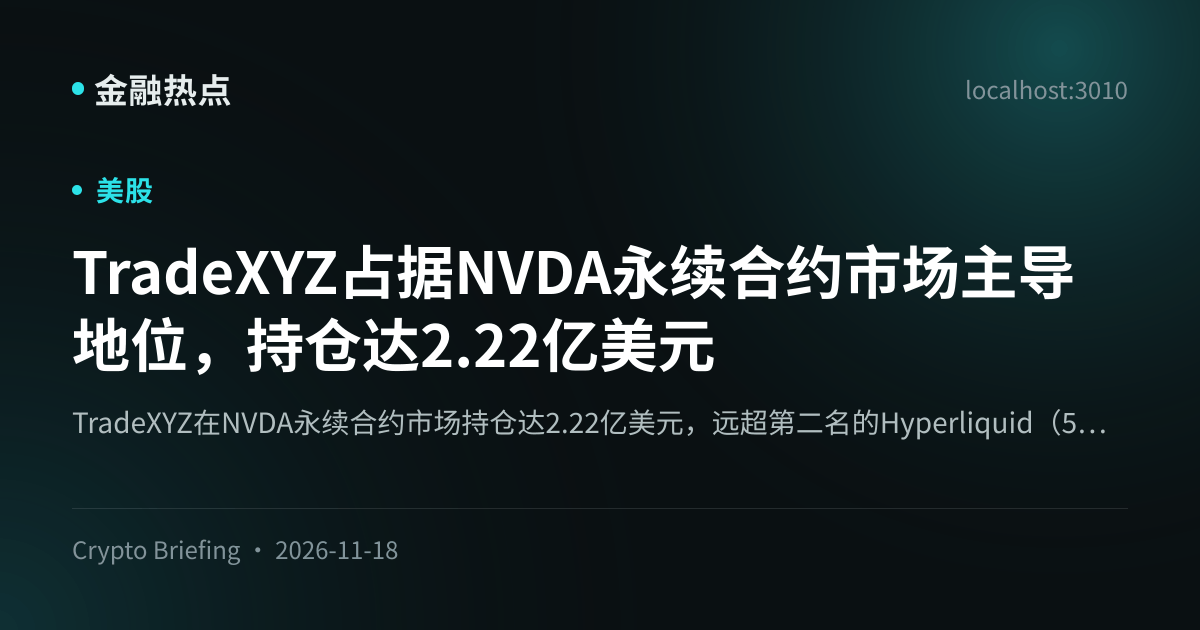 金融热点
localhost:3010
美股
TradeXYZ占据NVDA永续合约市场主导
地位，持仓达2.22亿美元
TradeXYZ在NVDA永续合约市场持仓达2.22亿美元，远超第二名的Hyperliquid（5…
Crypto Briefing · 2026-11-18